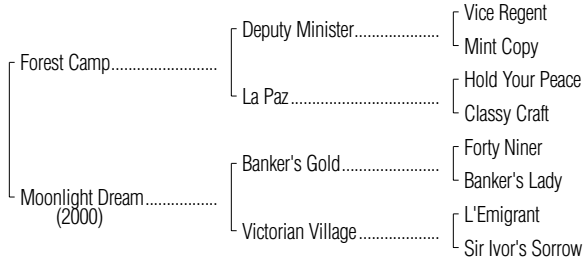 Vice Regent
Deputy Minister....................
Mint Copy
Forest Camp.........................
Hold Your Peace
La Paz...................................
Classy Craft
Forty Niner
Banker's Gold.......................
Banker's Lady
Moonlight Dream.................
(2000)
L'Emigrant
Victorian Village...................
Sir Ivor's Sorrow